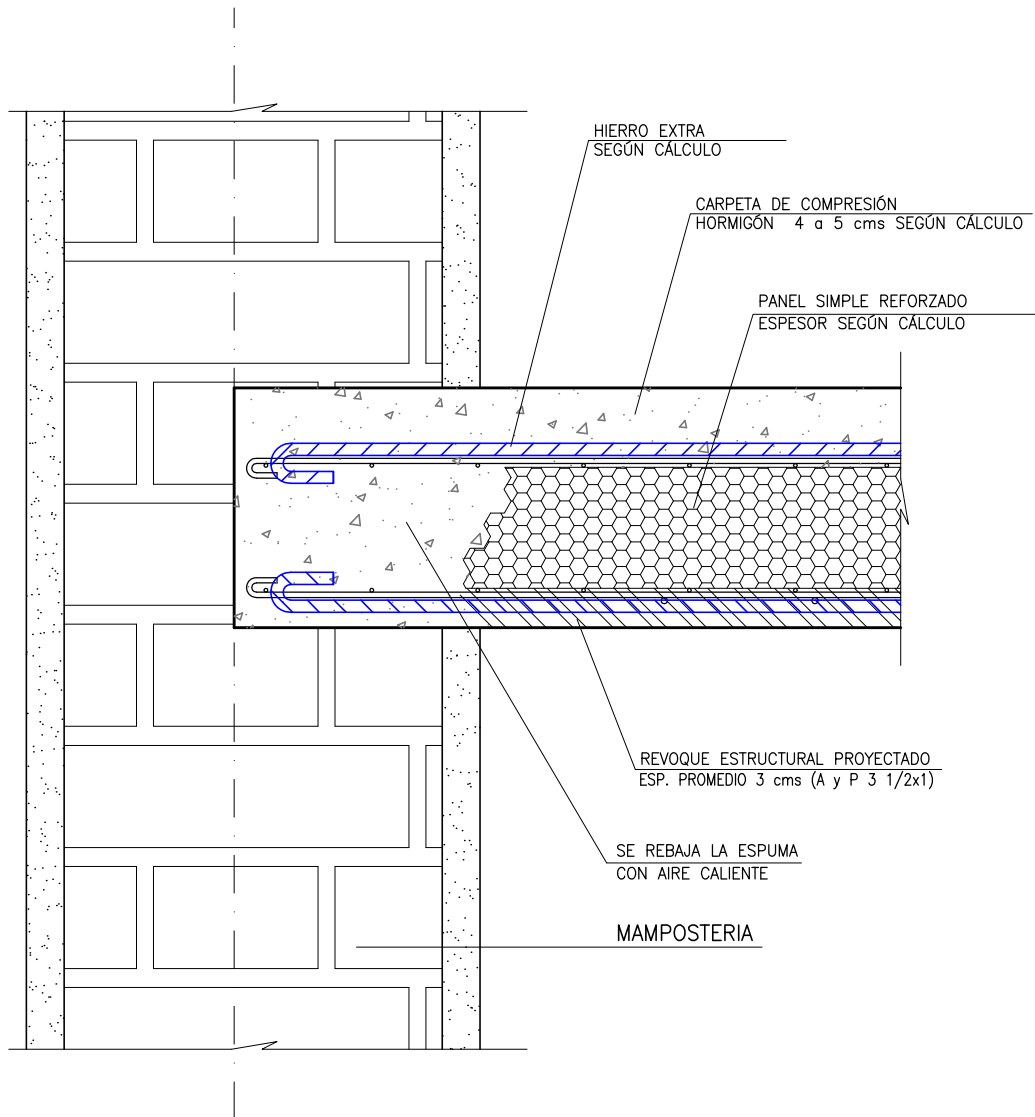 HIERRO EXTRA
SEGÚN CÁLCULO
CARPETA DE COMPRESIÓN
HORMIGÓN 4 a 5 cms SEGÚN CÁLCULO
PANEL SIMPLE REFORZADO
ESPESOR SEGÚN CÁLCULO
REVOQUE ESTRUCTURAL PROYECTADO
ESP. PROMEDIO 3 cms (A y P 3 1/2x1)
SE REBAJA LA ESPUMA
CON AIRE CALIENTE
MAMPOSTERIA